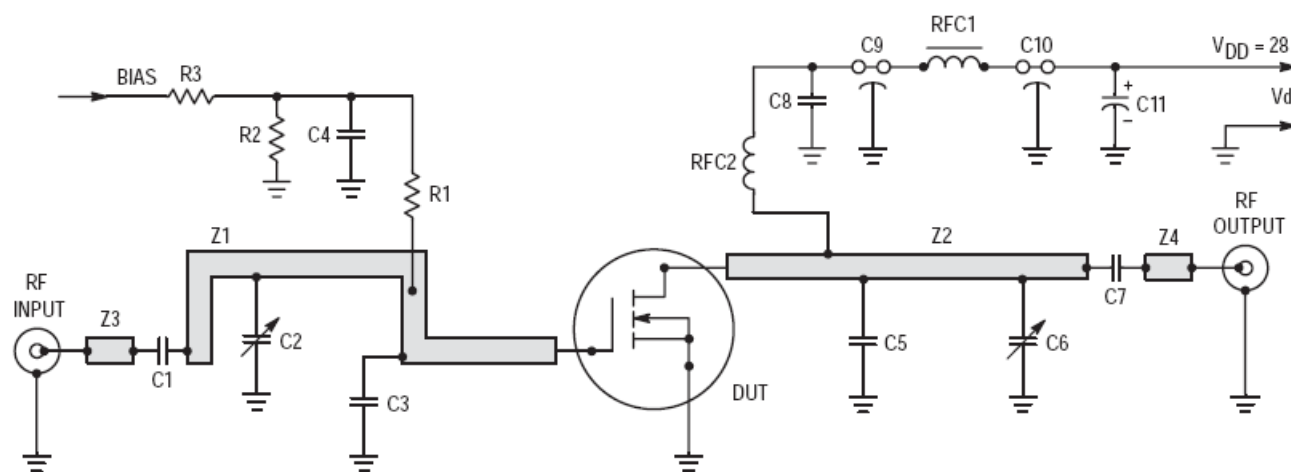 RFC1
C9
C10
V_DD = 28
BIAS
R3
C8
+
C11
–
Vd
R2
C4
RFC2
R1
RF
OUTPUT
Z1
Z2
Z4
RF
INPUT
Z3
C7
C2
C5
C6
C1
C3
DUT